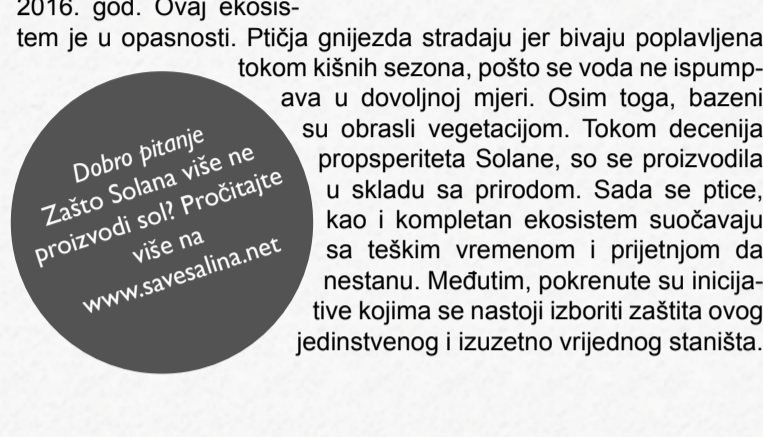 2016. god. Ovaj ekosis-
tem je u opasnosti. Ptičja gnijezda stradaju jer bivaju poplavljena
tokom kišnih sezona, pošto se voda ne ispump-
ava u dovoljnoj mjeri. Osim toga, bazeni
su obrasli vegetacijom. Tokom decenija
propsperiteta Solane, so se proizvodila
u skladu sa prirodom. Sada se ptice,
kao i kompletan ekosistem suočavaju
sa teškim vremenom i prijetnjom da
nestanu. Međutim, pokrenute su inicija-
tive kojima se nastoji izboriti zaštita ovog
jedinstvenog i izuzetno vrijednog staništa.
Dobro pitanje
Zašto Solana više ne
proizvodi sol? Pročitajte
više na
www.savesalina.net